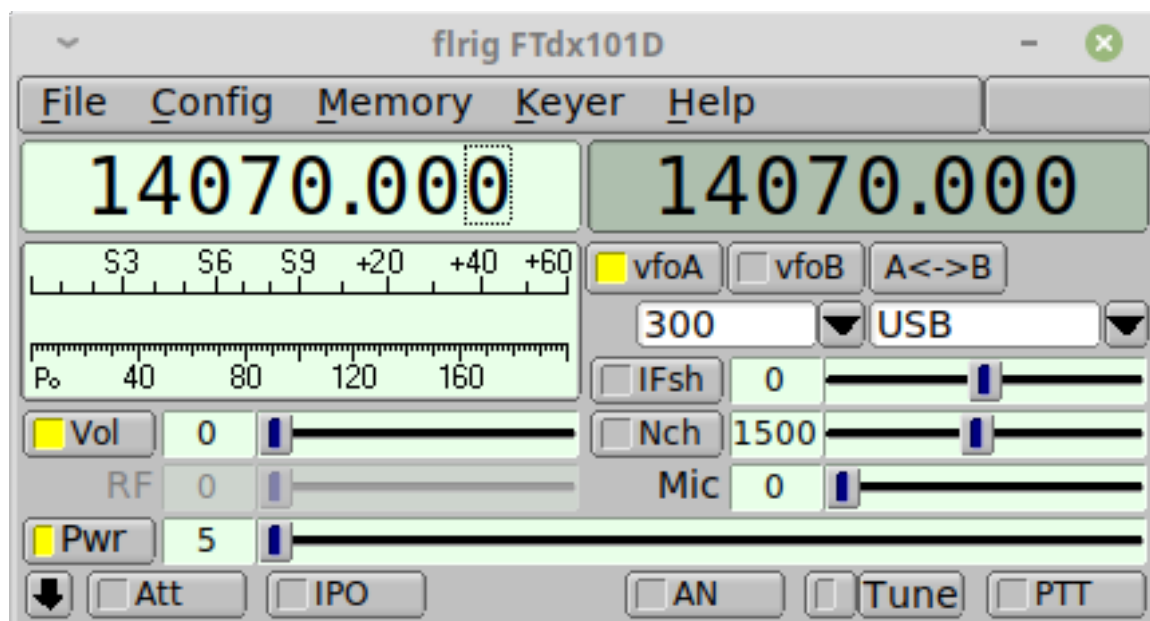 flrig FTdx101D
File Config Memory Keyer Help
14070.000 14070.000
S3 S6 S9 +20 +40 +60
vfoA vfoB A<->B
300 USB
Po 40 80 120 160
IFsh 0
Vol 0 Nch 1500
RF 0 Mic 0
Pwr 5
Att IPO AN Tune PTT